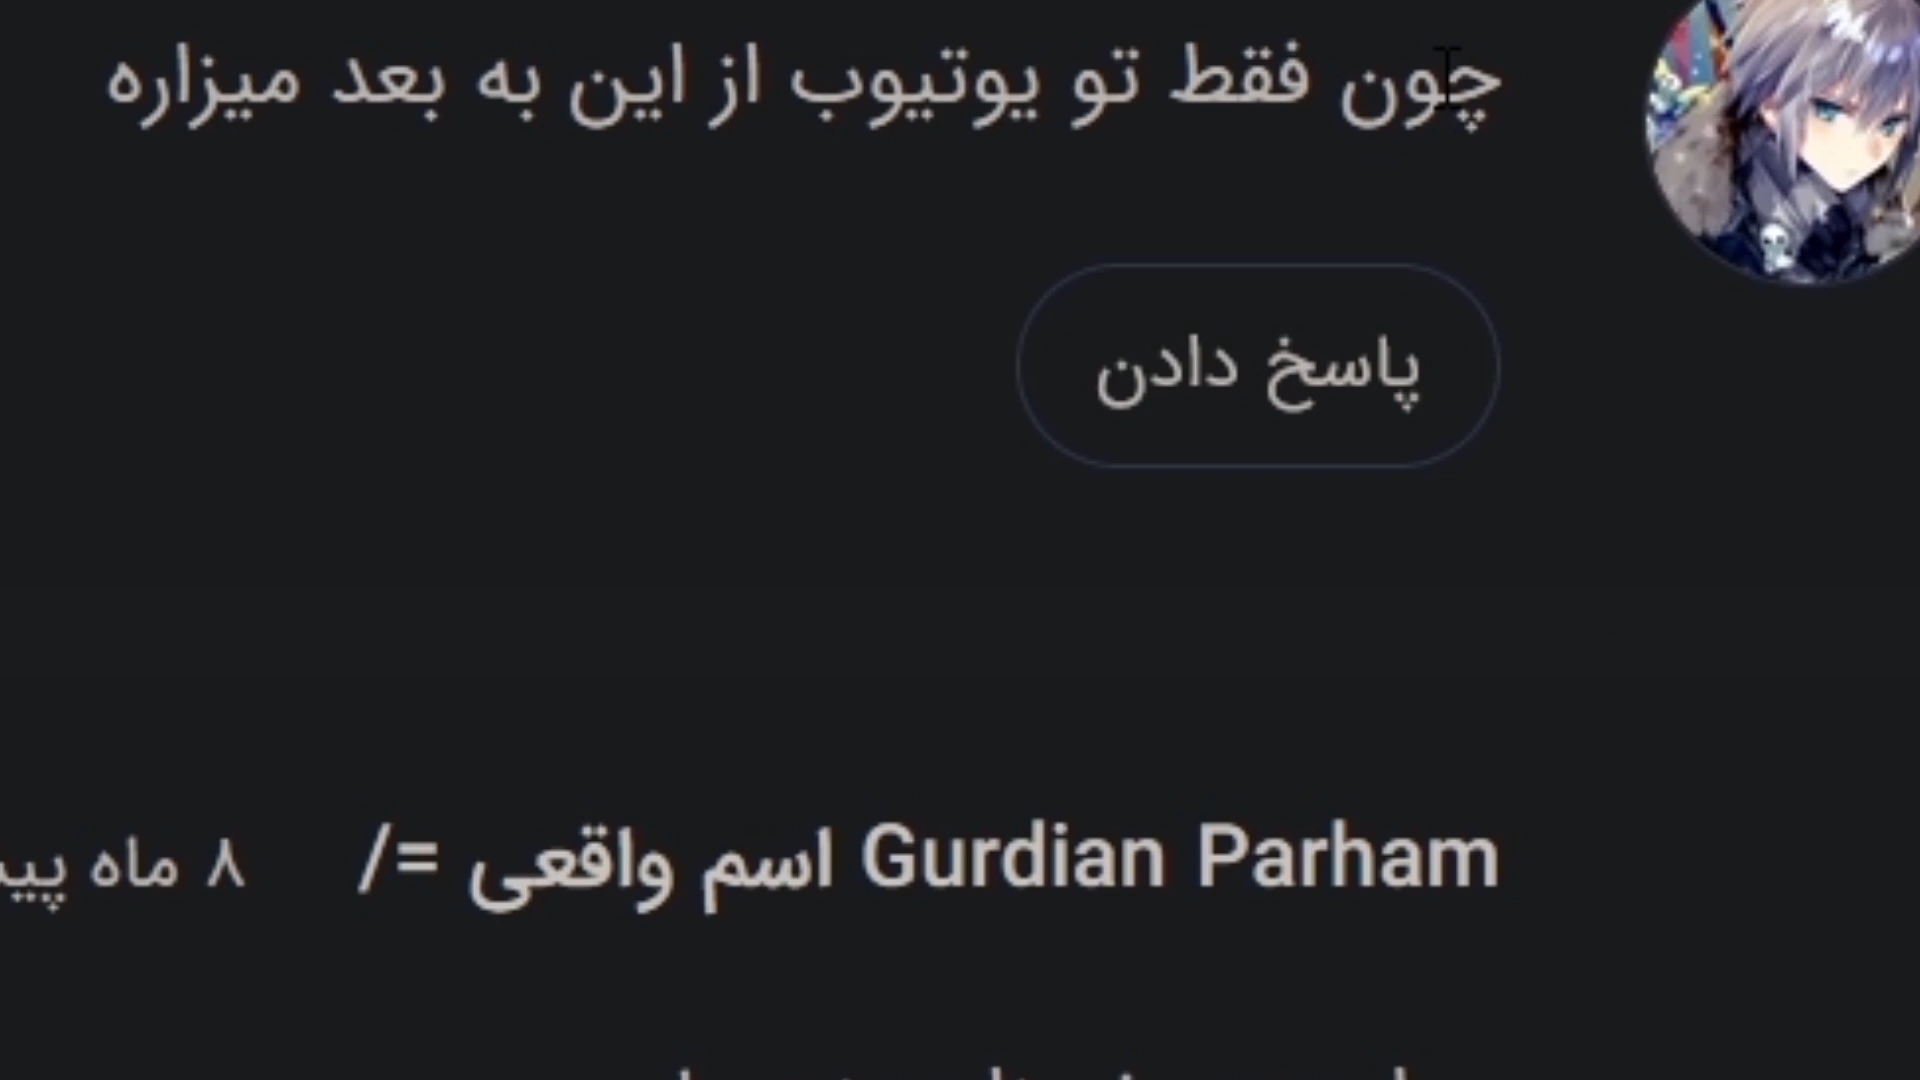 چون فقط تو یوتیوب از این به بعد میزاره
پاسخ دادن
Gurdian Parham اسم واقعی =/ ۸ ماه